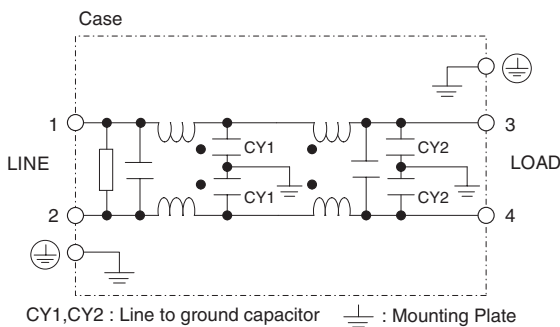 Case
1
3
CY1
CY2
LINE
LOAD
CY1
CY2
2
4
CY1,CY2 : Line to ground capacitor
: Mounting Plate